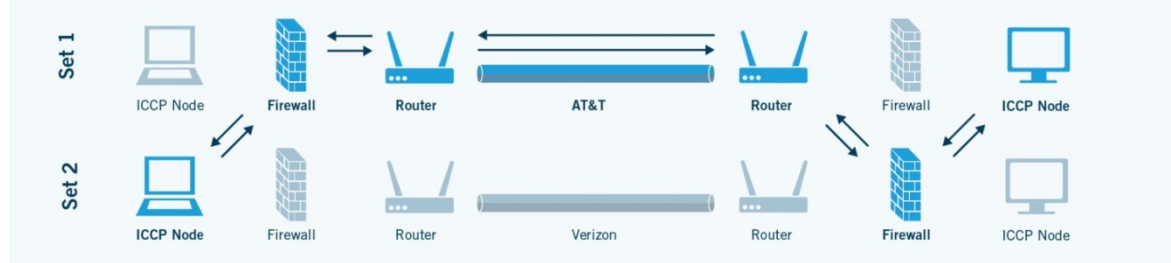 Set 1
ICCP Node
Firewall
Router
AT&T
Router
Firewall
ICCP Node
Set 2
ICCP Node
Firewall
Router
Verizon
Router
Firewall
ICCP Node